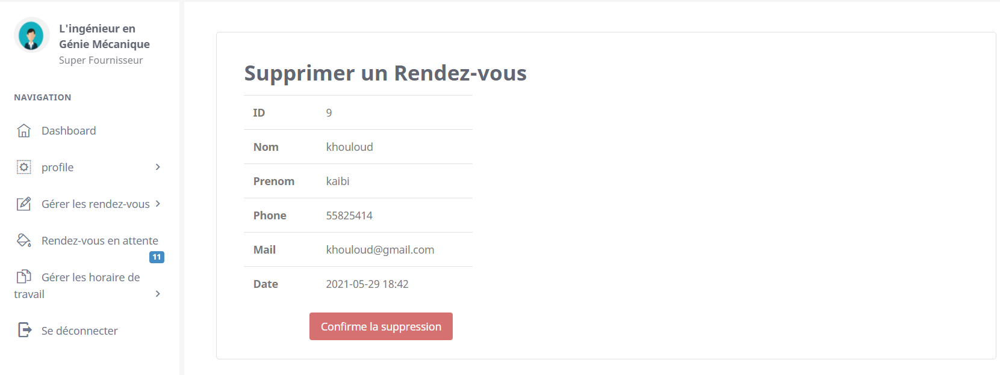 L'ingénieur en
Génie Mécanique
Super Fournisseur
NAVIGATION
Dashboard
profile
Gérer les rendez-vous
Rendez-vous en attente
11
Gérer les horaire de
travail
Se déconnecter
Supprimer un Rendez-vous
ID 9
Nom khouloud
Prenom kaibi
Phone 55825414
Mail khouloud@gmail.com
Date 2021-05-29 18:42
Confirme la suppression